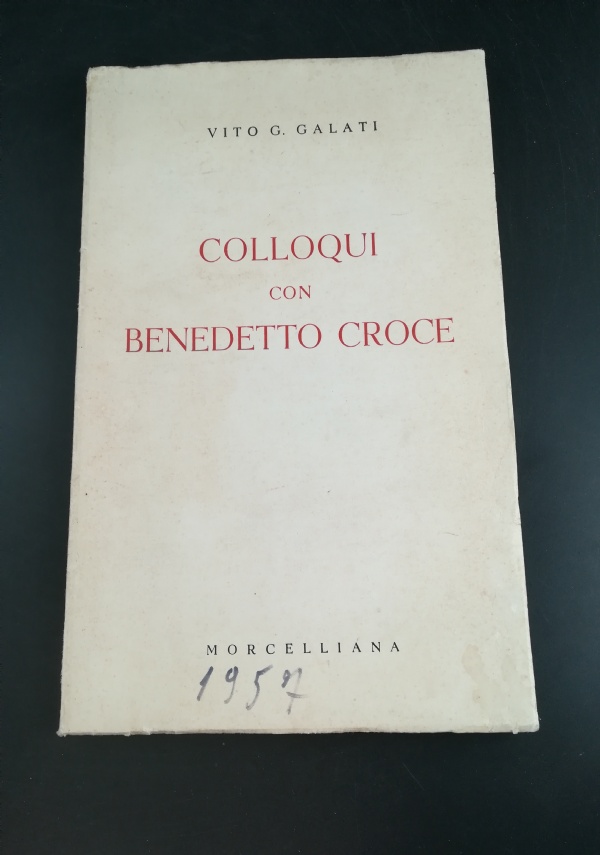 VITO G. GALATI
COLLOQUI
CON
BENEDETTO CROCE
MORCELLIANA
1957